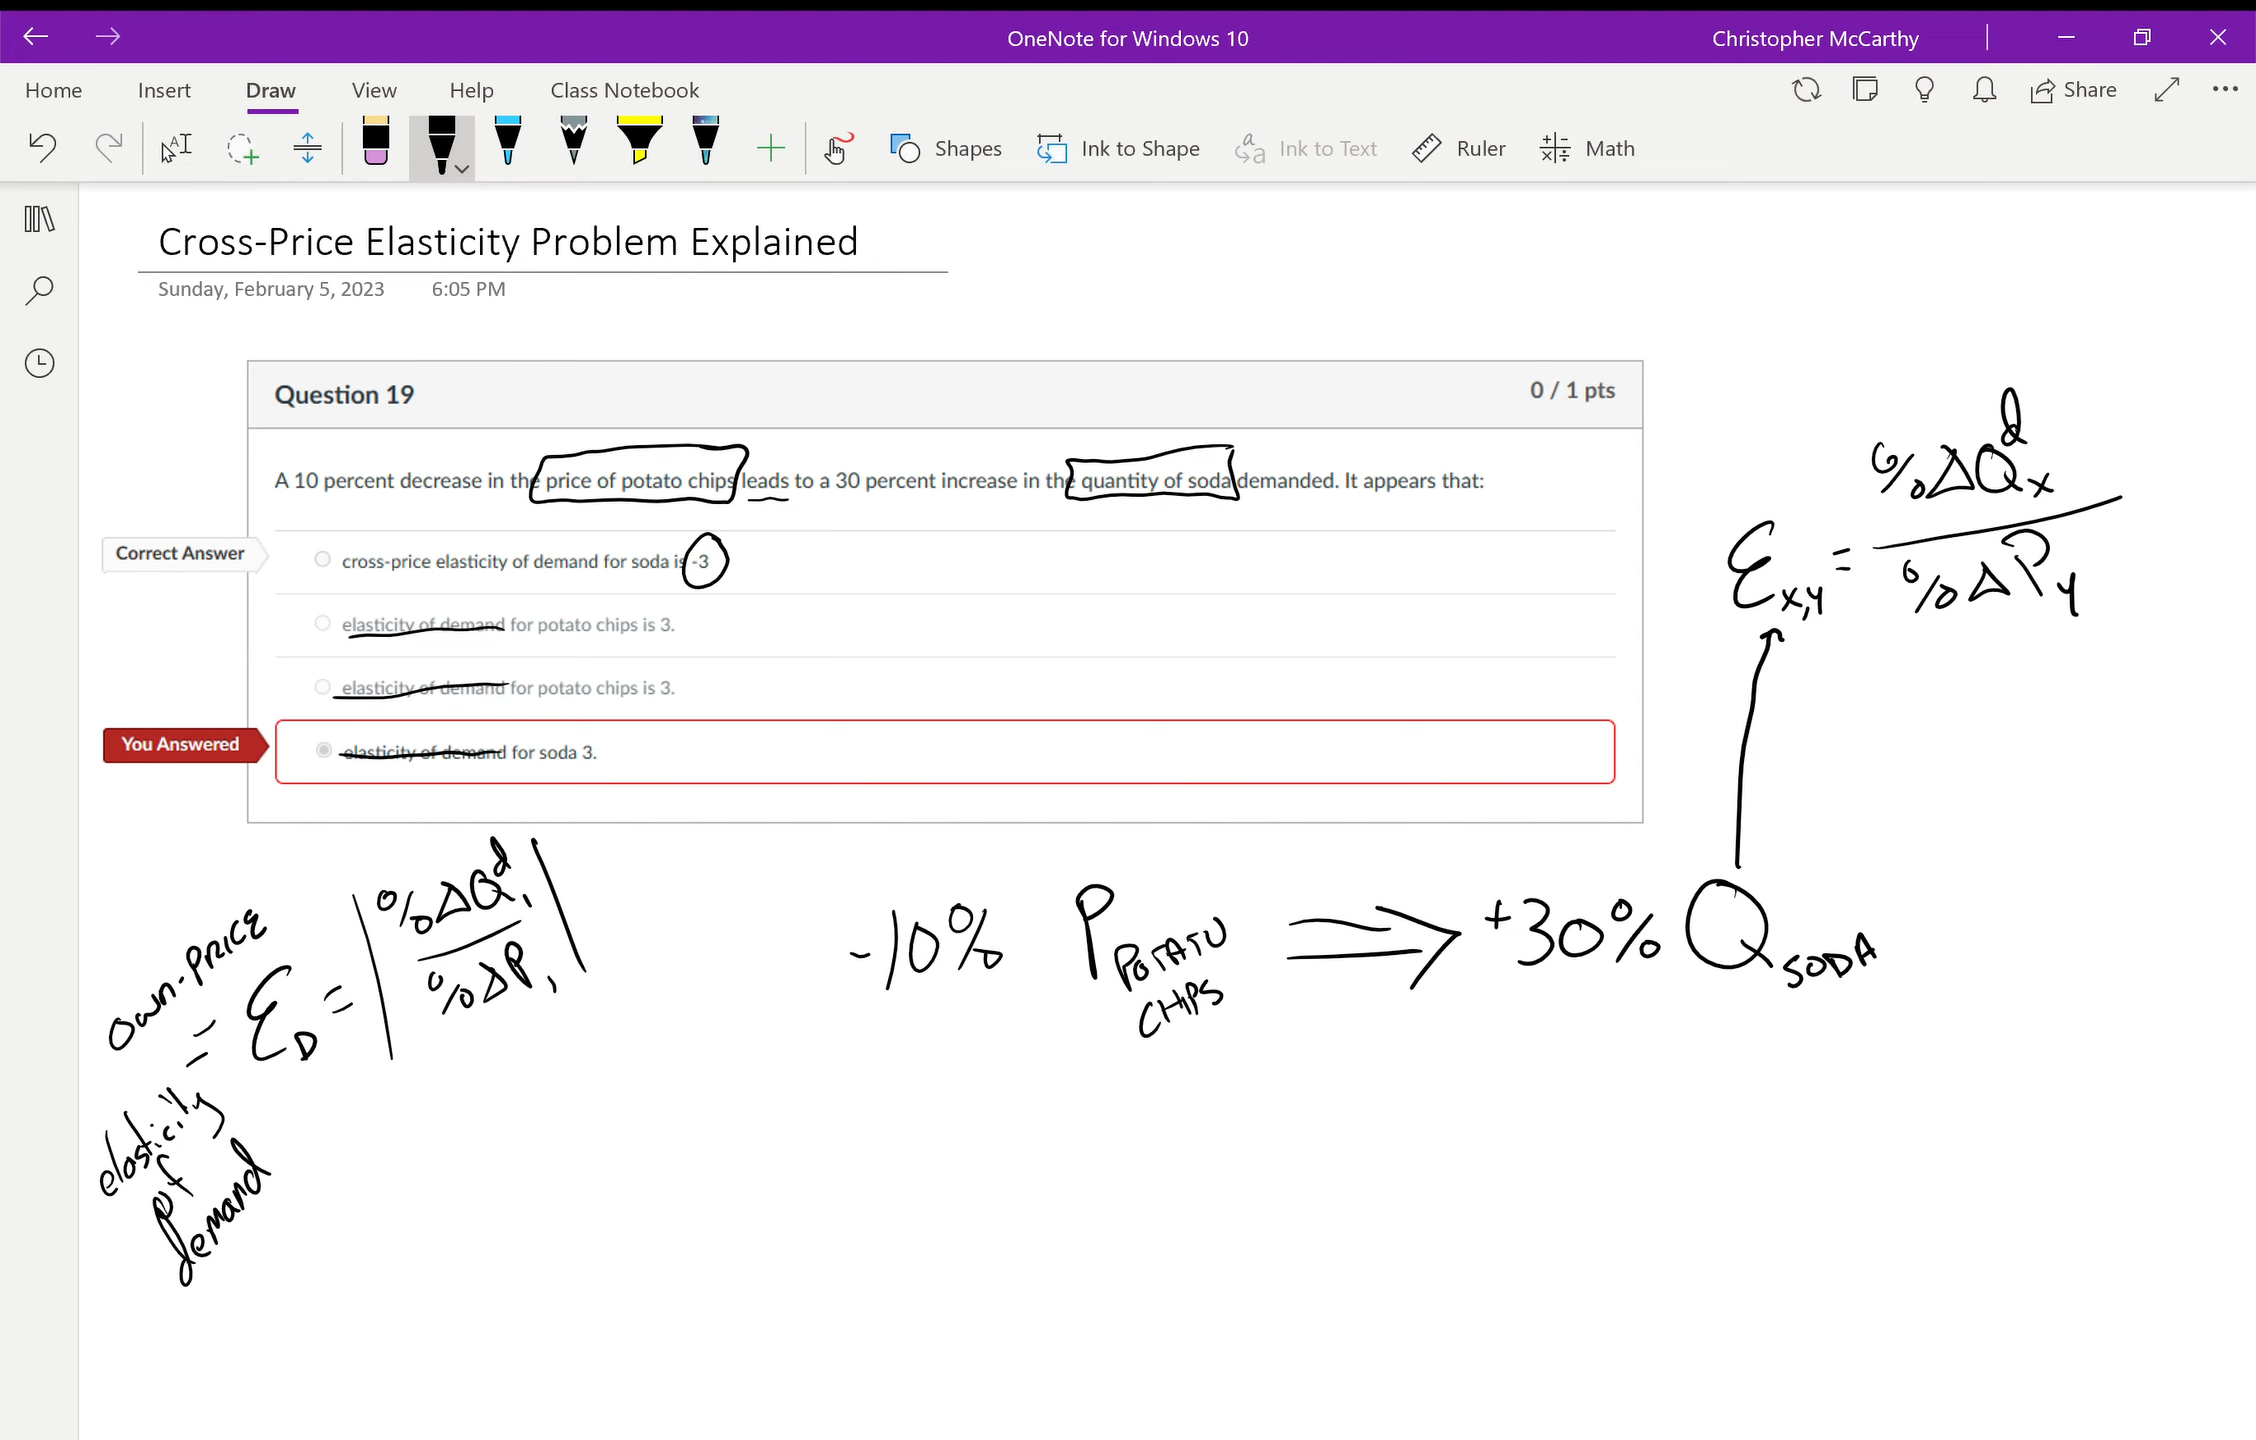 OneNote for Windows 10
Christopher McCarthy
Home Insert Draw View Help Class Notebook
Share
Shapes Ink to Shape Ink to Text Ruler Math
Cross-Price Elasticity Problem Explained
Sunday, February 5, 2023 6:05 PM
Question 19 0 / 1 pts
A 10 percent decrease in the price of potato chips leads to a 30 percent increase in the quantity of soda demanded. It appears that:
Correct Answer
cross-price elasticity of demand for soda is -3
elasticity of demand for potato chips is 3.
elasticity of demand for potato chips is 3.
You Answered
elasticity of demand for soda 3.
%ΔQᵈx
Ɛx,y =
%ΔPy
%ΔQᵈ₁
OWN-PRICE
= ƐD =
%ΔP₁
elasticity
of
demand
-10% P POTATO CHIPS ⇒ +30% Q SODA